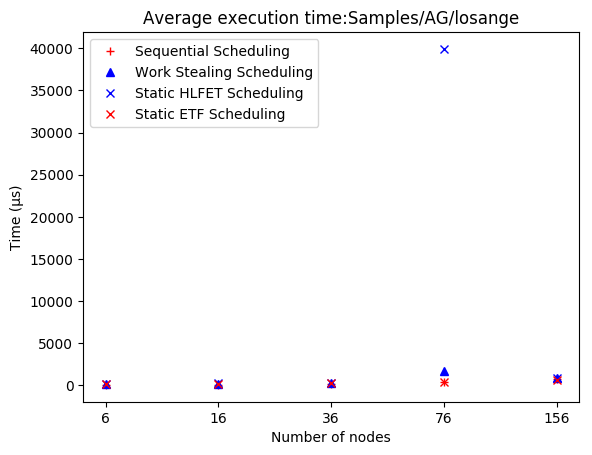 Average execution time:Samples/AG/losange
Sequential Scheduling
Work Stealing Scheduling
Static HLFET Scheduling
Static ETF Scheduling
40000
35000
30000
25000
20000
15000
10000
5000
0
Time (µs)
6 16 36 76 156
Number of nodes